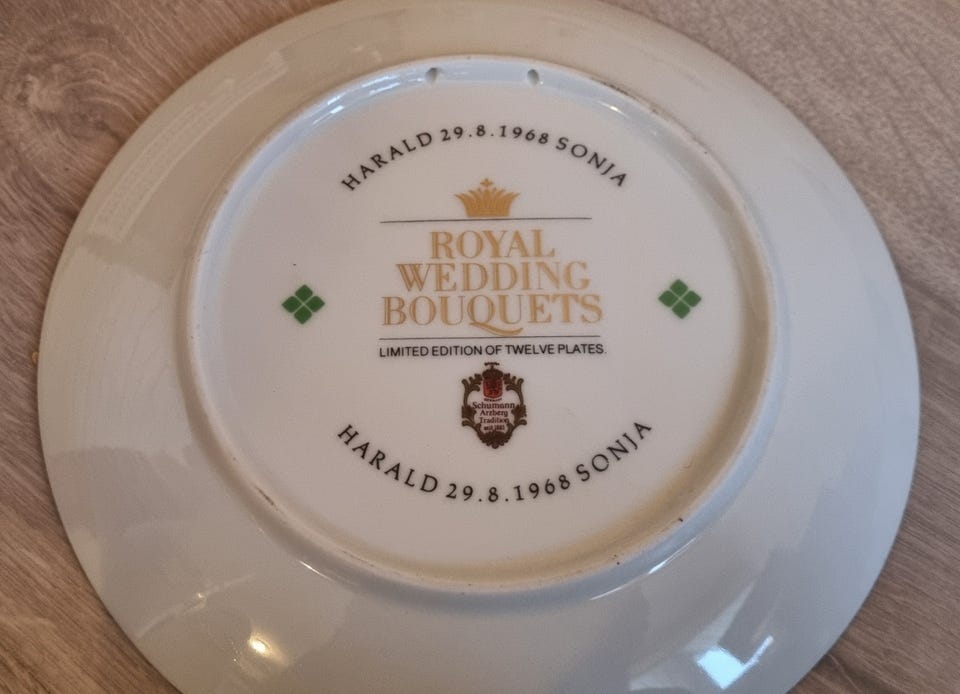 HARALD 29.8.1968 SONJA
ROYAL
WEDDING
BOUQUETS
LIMITED EDITION OF TWELVE PLATES.
Schumann
Arzberg
Tradition
HARALD 29.8.1968 SONJA